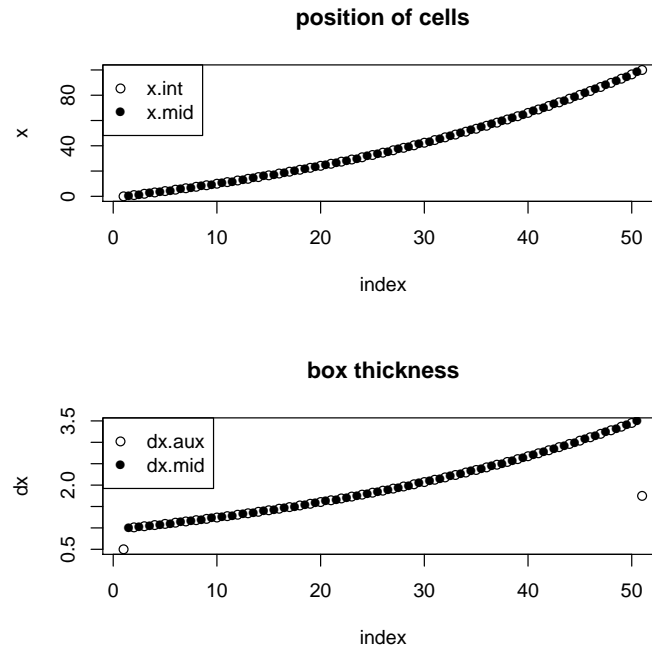 position of cells
x.int
x.mid
x
0 40 80
0 10 20 30 40 50
index
box thickness
dx.aux
dx.mid
dx
0.5 2.0 3.5
0 10 20 30 40 50
index